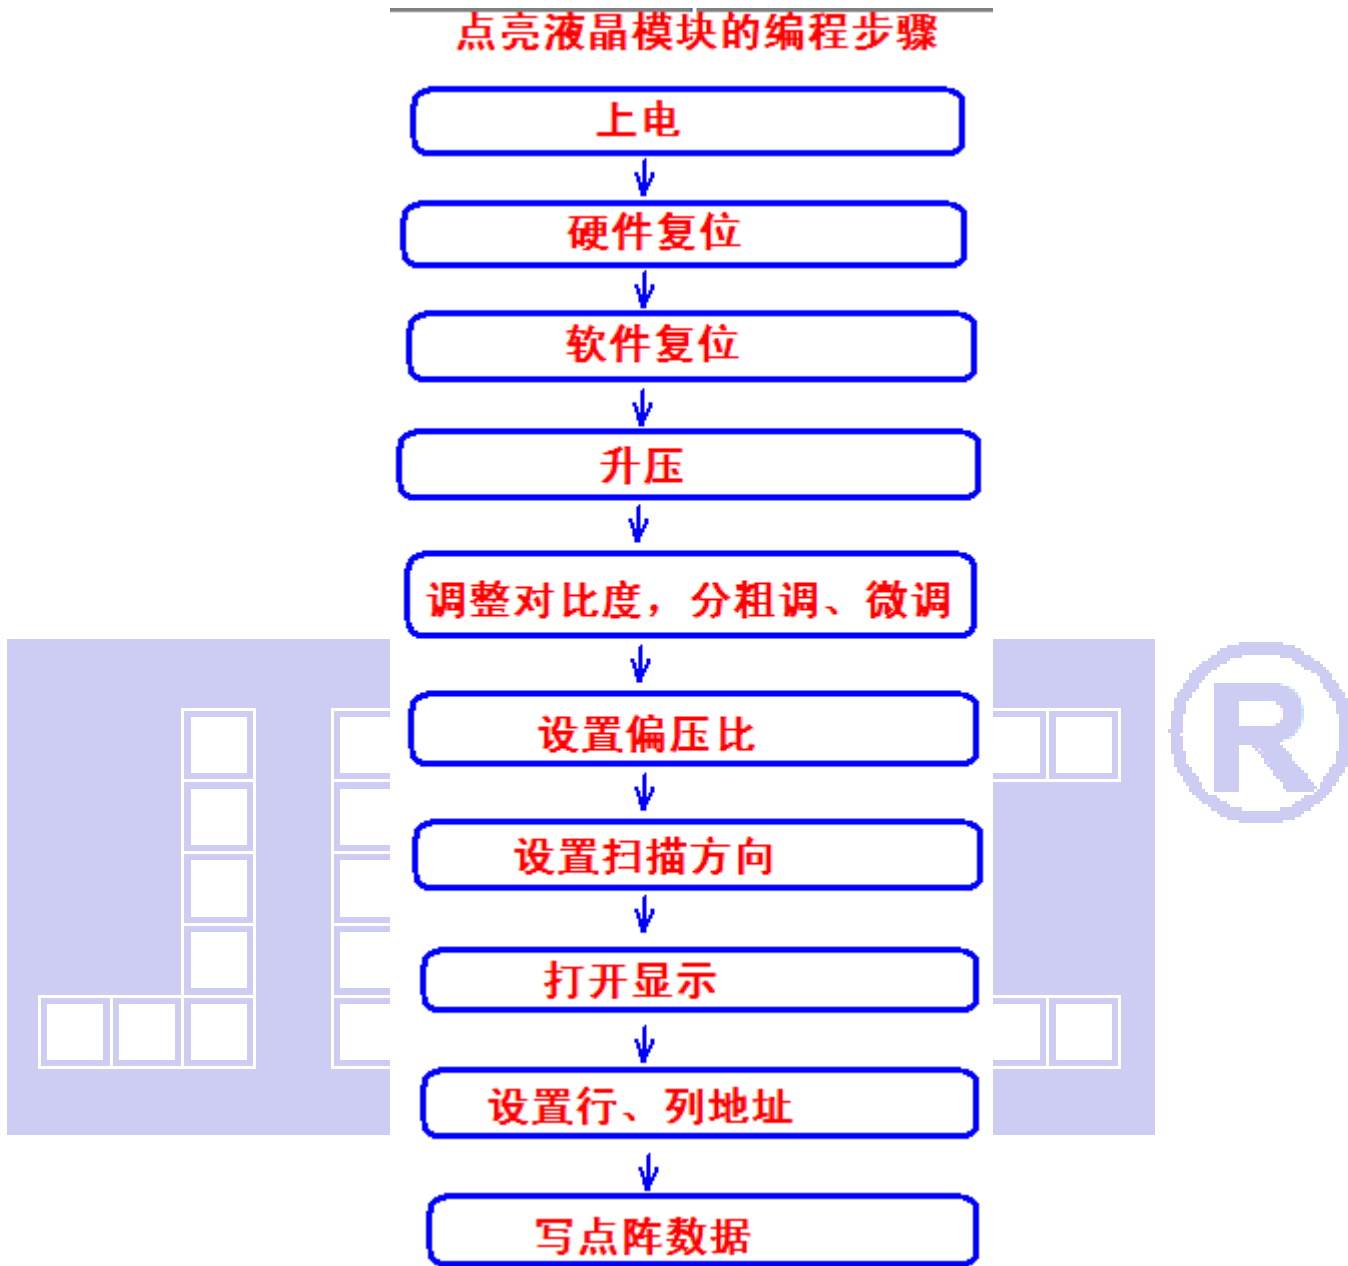 点亮液晶模块的编程步骤
上电
硬件复位
软件复位
升压
调整对比度，分粗调、微调
设置偏压比
设置扫描方向
打开显示
设置行、列地址
写点阵数据
R